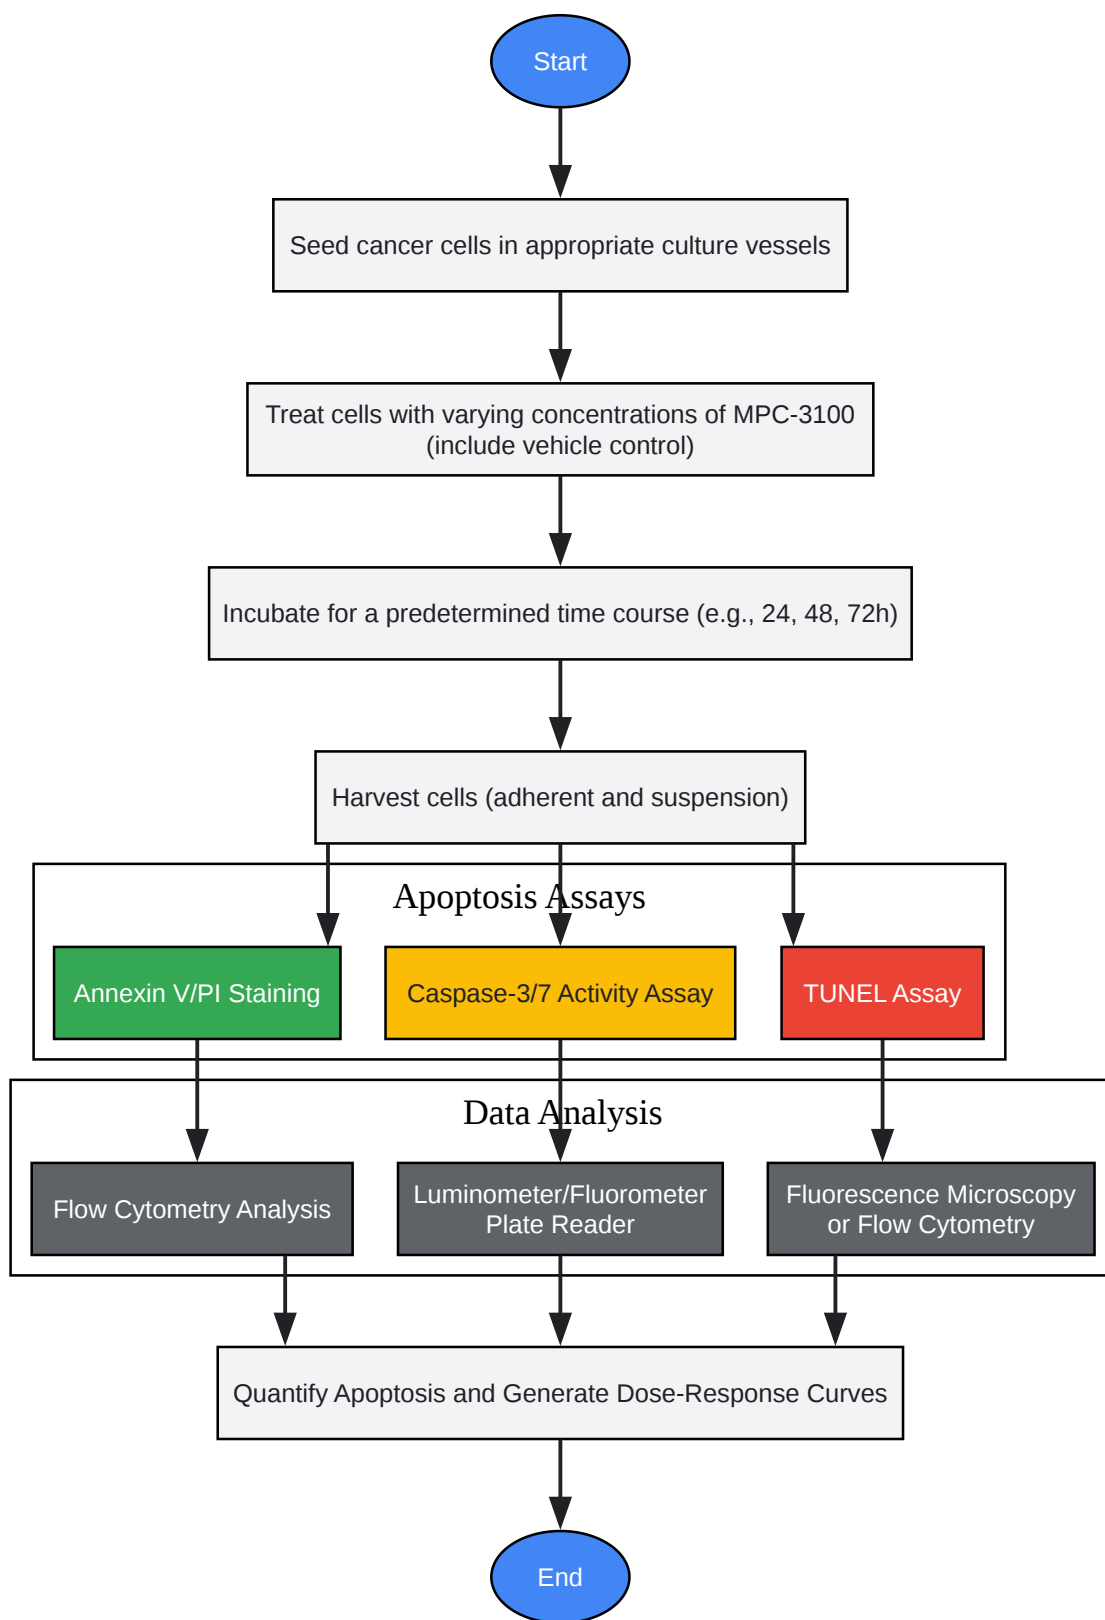 Start
Seed cancer cells in appropriate culture vessels
Treat cells with varying concentrations of MPC-3100
(include vehicle control)
Incubate for a predetermined time course (e.g., 24, 48, 72h)
Harvest cells (adherent and suspension)
Apoptosis Assays
Annexin V/PI Staining
Caspase-3/7 Activity Assay
TUNEL Assay
Data Analysis
Flow Cytometry Analysis
Luminometer/Fluorometer
Plate Reader
Fluorescence Microscopy
or Flow Cytometry
Quantify Apoptosis and Generate Dose-Response Curves
End